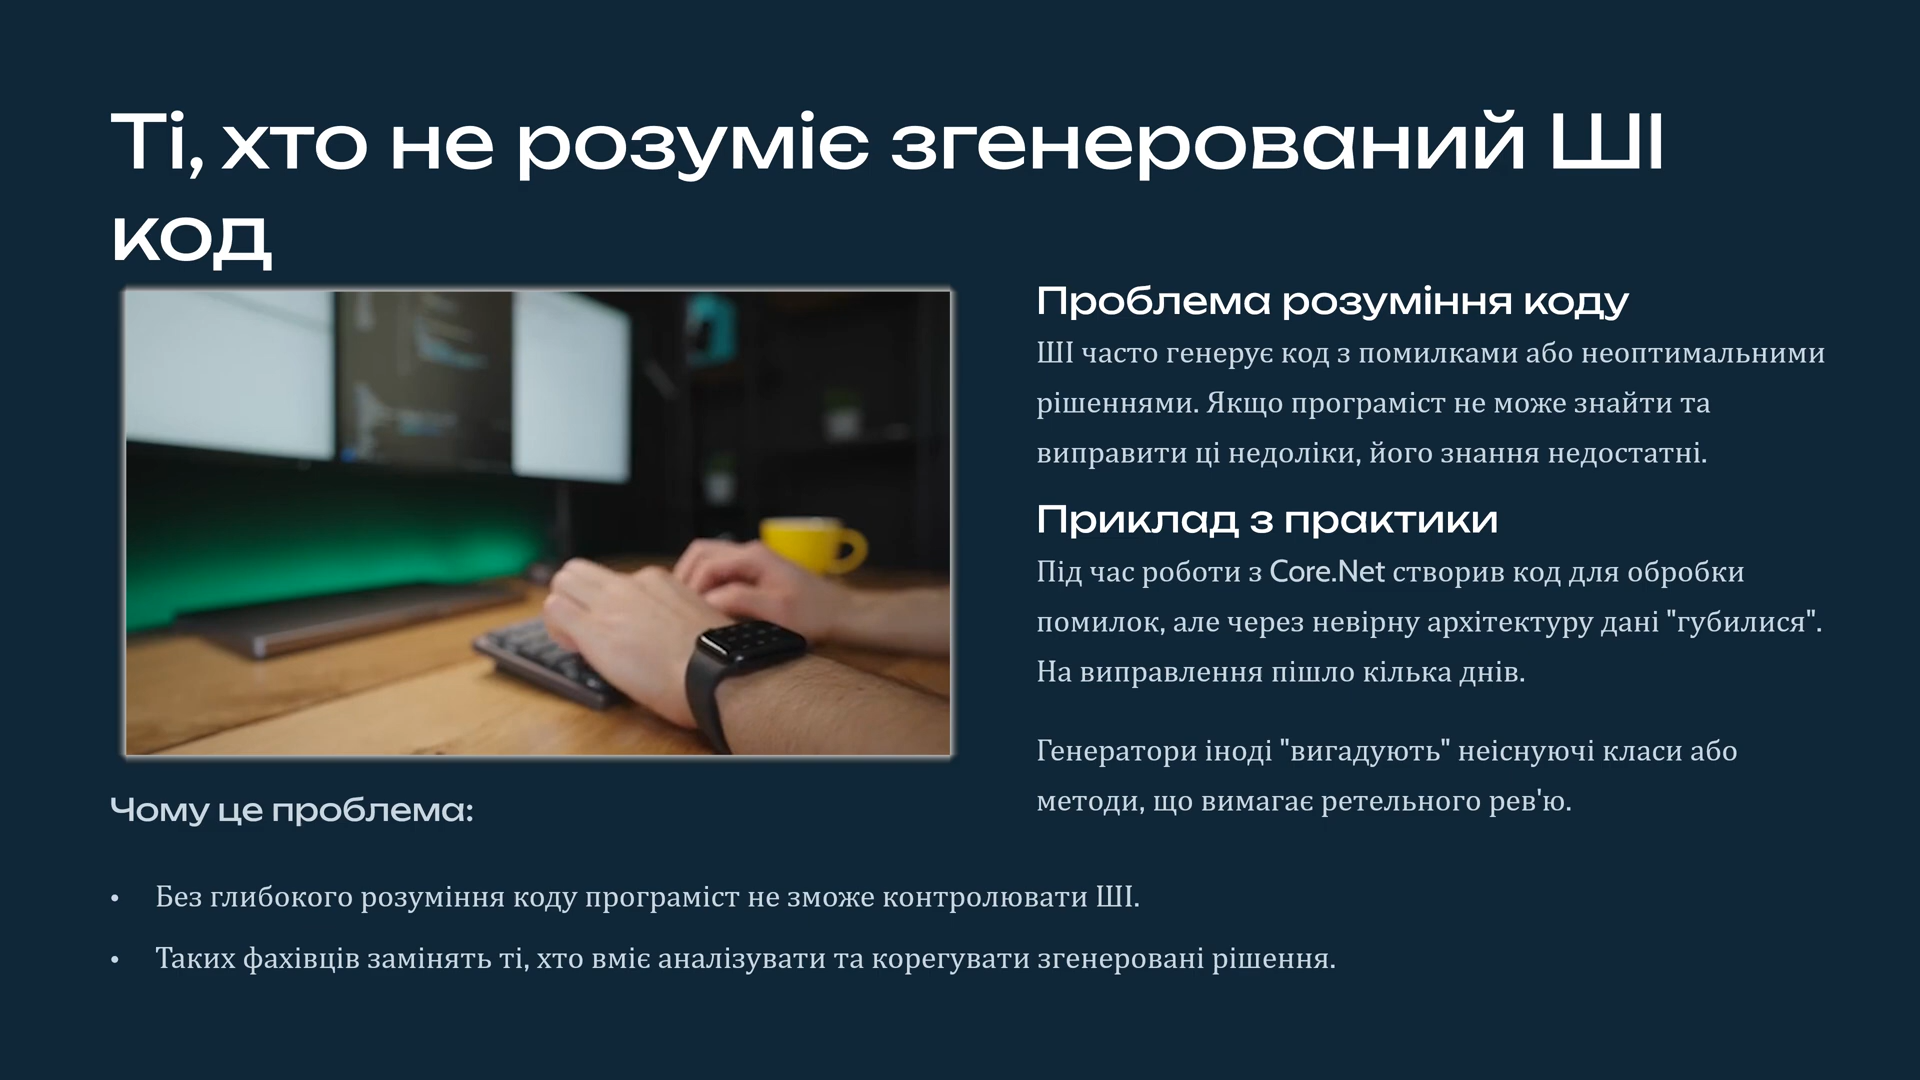 Ті, хто не розуміє згенерований ШІ
код
Проблема розуміння коду
ШІ часто генерує код з помилками або неоптимальними
рішеннями. Якщо програміст не може знайти та
виправити ці недоліки, його знання недостатні.
Приклад з практики
Під час роботи з Core.Net створив код для обробки
помилок, але через невірну архітектуру дані "губилися".
На виправлення пішло кілька днів.
Генератори іноді "вигадують" неіснуючі класи або
методи, що вимагає ретельного рев'ю.
Чому це проблема:
• Без глибокого розуміння коду програміст не зможе контролювати ШІ.
• Таких фахівців замінять ті, хто вміє аналізувати та корегувати згенеровані рішення.